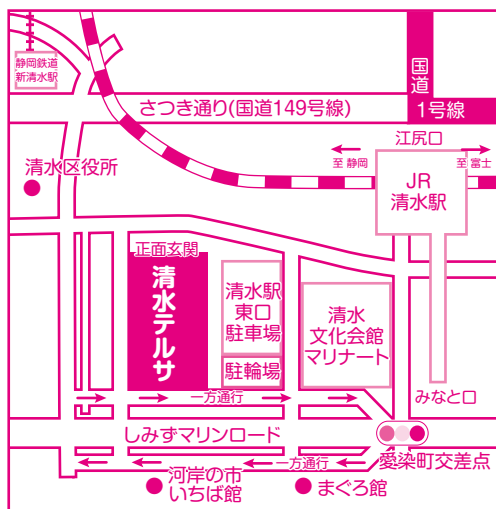 静岡鉄道
新清水駅
国道
1号線
さつき通り(国道149号線)
江尻口
至 静岡
至 富士
JR
清水駅
清水区役所
正面玄関
清水テルサ
清水駅
東口
駐車場
駐輪場
清水
文化会館
マリナート
みなと口
一方通行
しみずマリンロード
愛染町交差点
一方通行
河岸の市
いちば館
まぐろ館